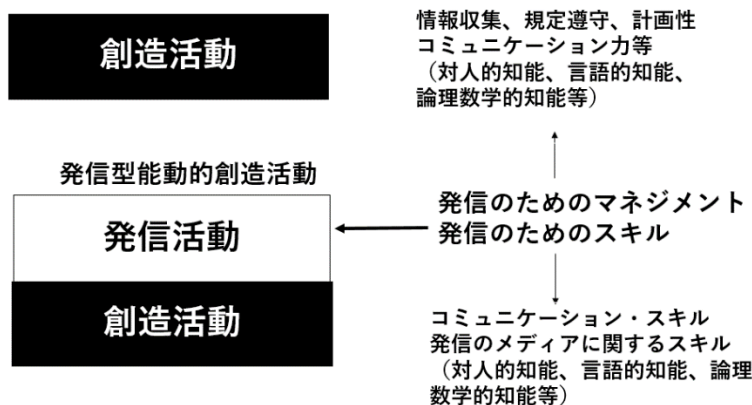 創造活動
発信型能動的創造活動
発信活動
創造活動
情報収集、規定遵守、計画性
コミュニケーション力等
（対人的知能、言語的知能、
論理数学的知能等）
発信のためのマネジメント
発信のためのスキル
コミュニケーション・スキル
発信のメディアに関するスキル
（対人的知能、言語的知能、論理
数学的知能等）